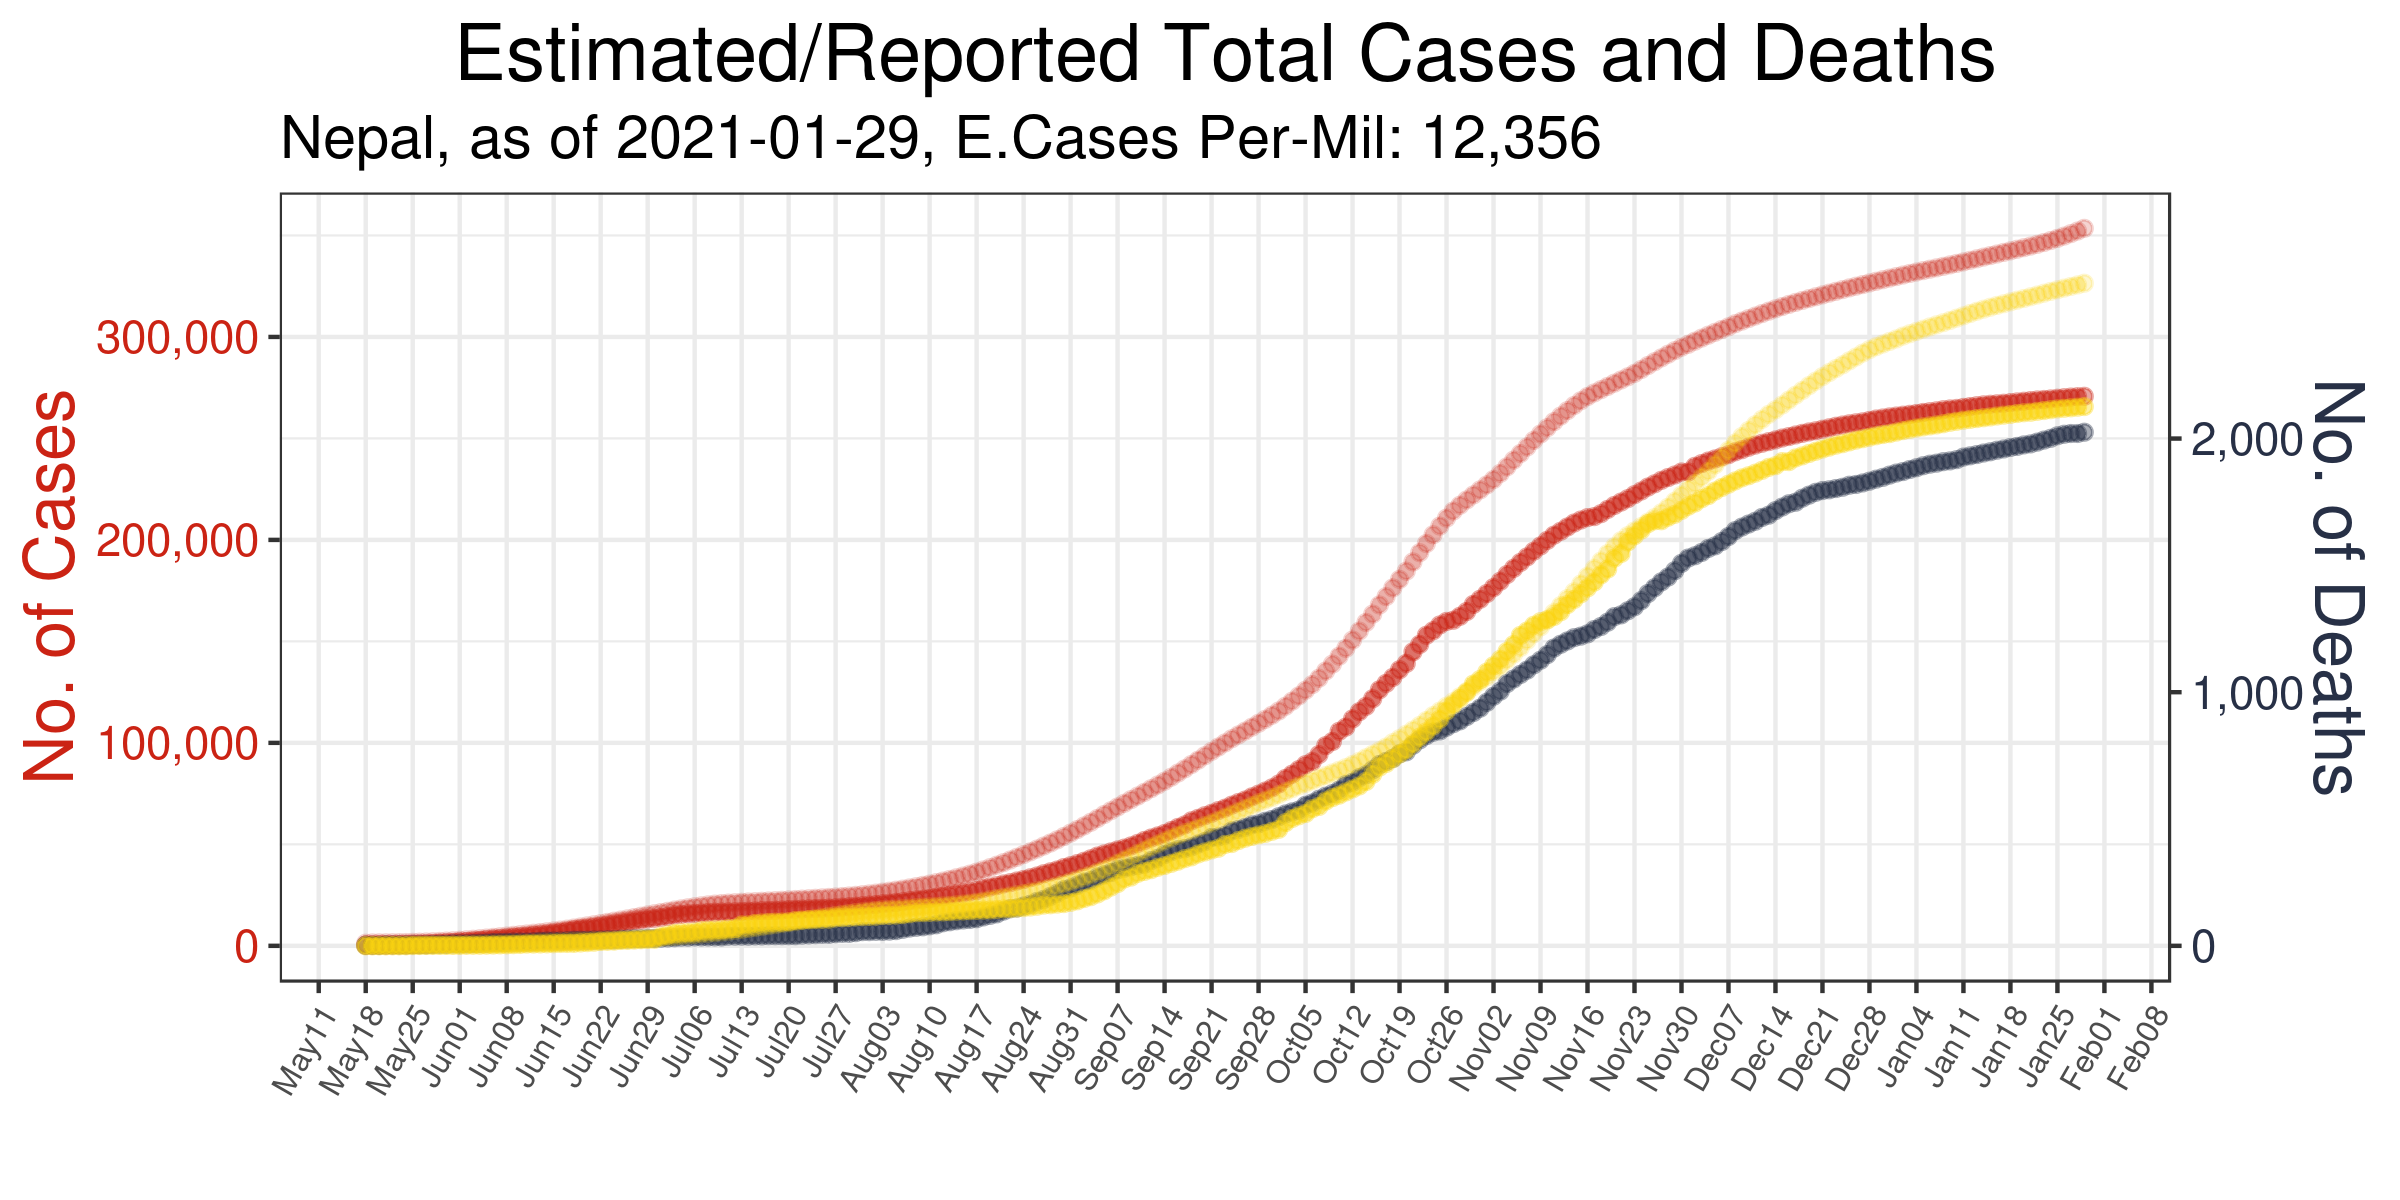 Estimated/Reported Total Cases and Deaths
Nepal, as of 2021-01-29, E.Cases Per-Mil: 12,356
No. of Cases
300,000
200,000
100,000
0
2,000
1,000
0
No. of Deaths
May11 May18 May25 Jun01 Jun08 Jun15 Jun22 Jun29 Jul06 Jul13 Jul20 Jul27 Aug03 Aug10 Aug17 Aug24 Aug31 Sep07 Sep14 Sep21 Sep28 Oct05 Oct12 Oct19 Oct26 Nov02 Nov09 Nov16 Nov23 Nov30 Dec07 Dec14 Dec21 Dec28 Jan04 Jan11 Jan18 Jan25 Feb01 Feb08